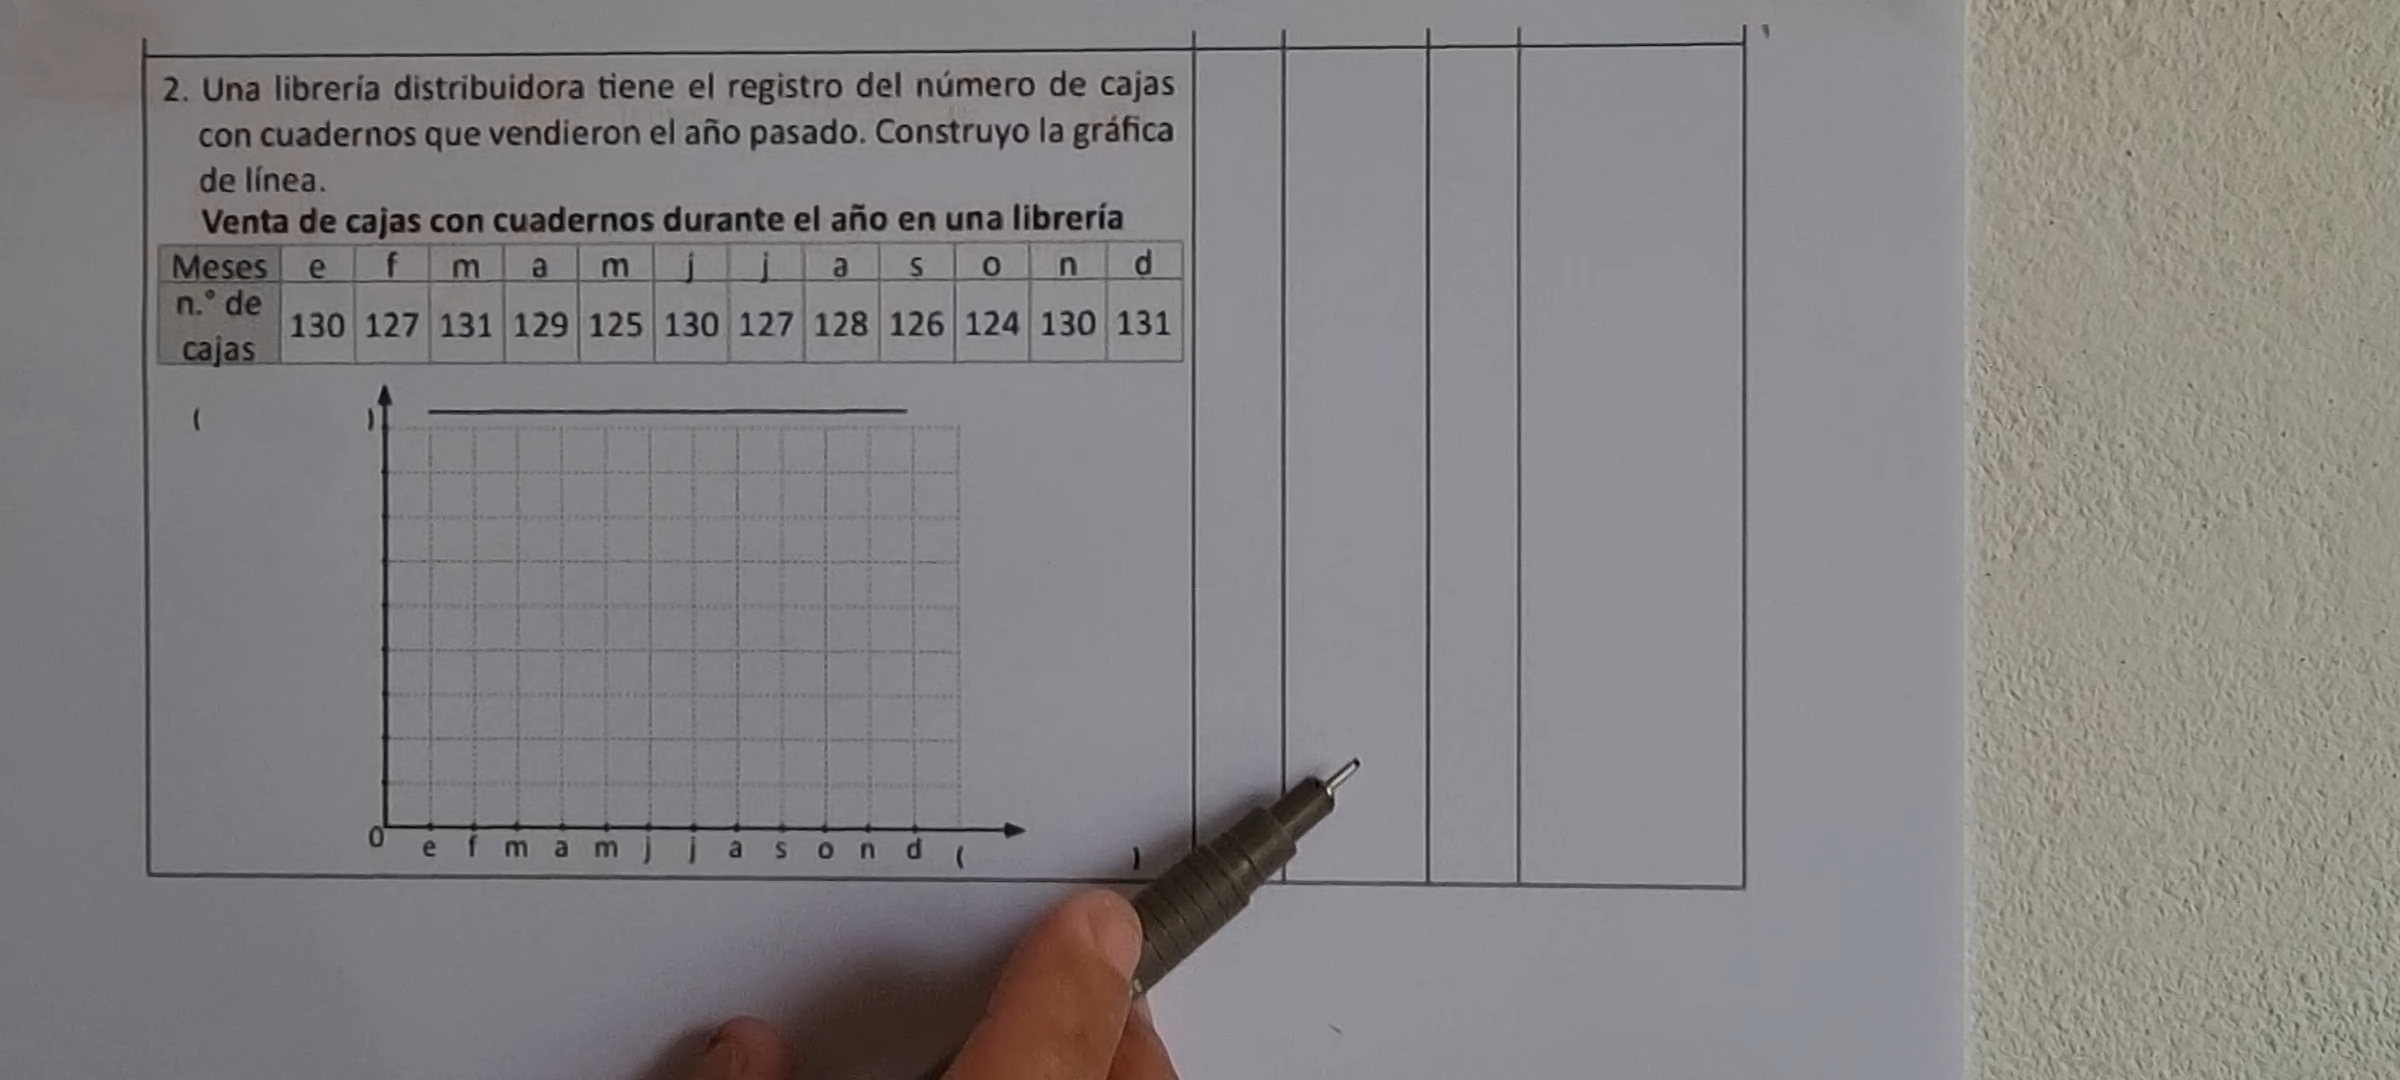 2. Una librería distribuidora tiene el registro del número de cajas
con cuadernos que vendieron el año pasado. Construyo la gráfica
de línea.
Venta de cajas con cuadernos durante el año en una librería
Meses e f m a m j j a s o n d
n.° de cajas 130 127 131 129 125 130 127 128 126 124 130 131
( )
0 e f m a m j j a s o n d ( )